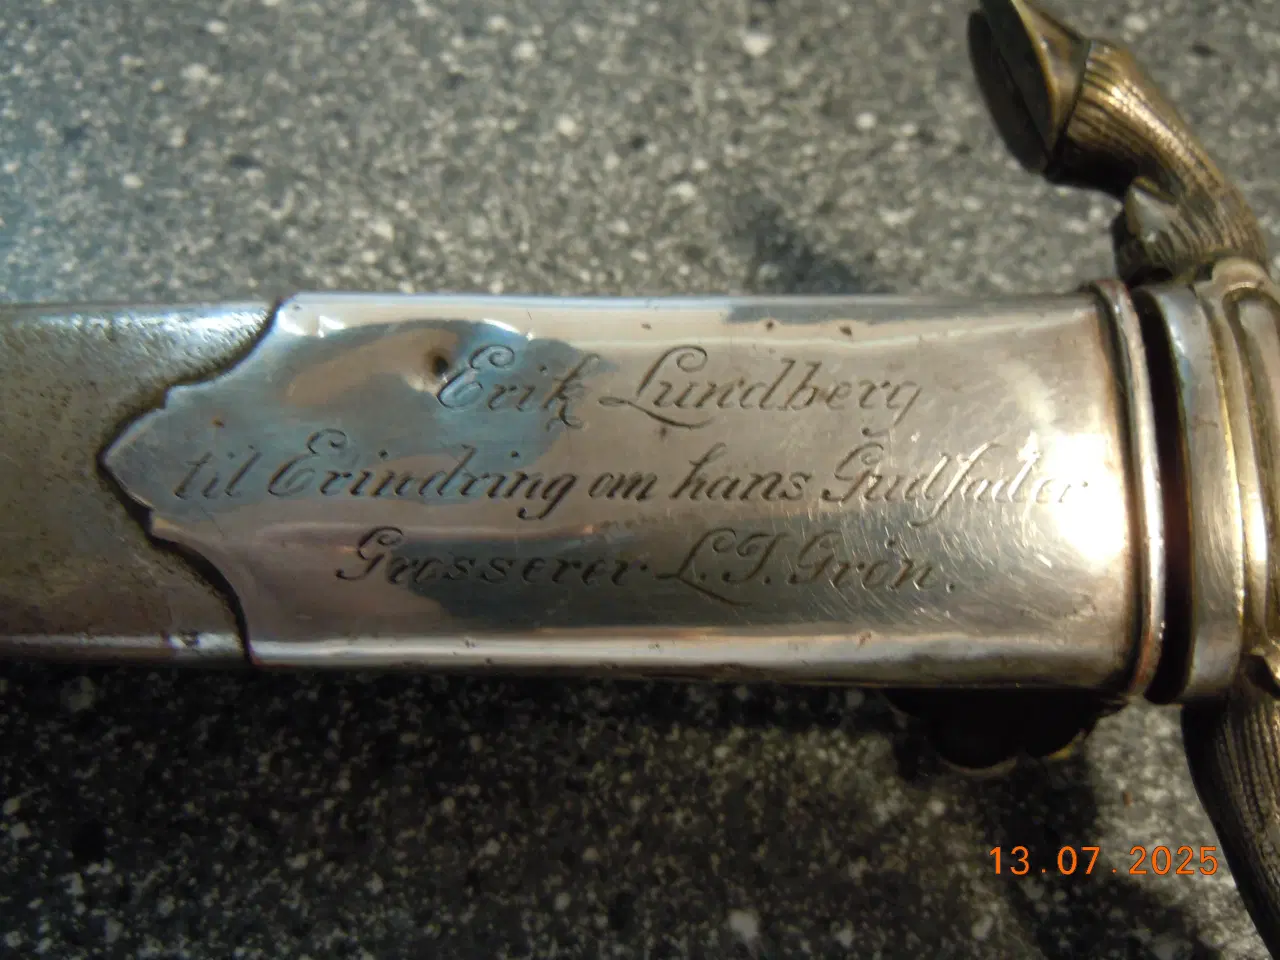 Erik Lundberg
til Erindring om hans Gudfader
Grosserer L. I. Grön.
13.07.2025